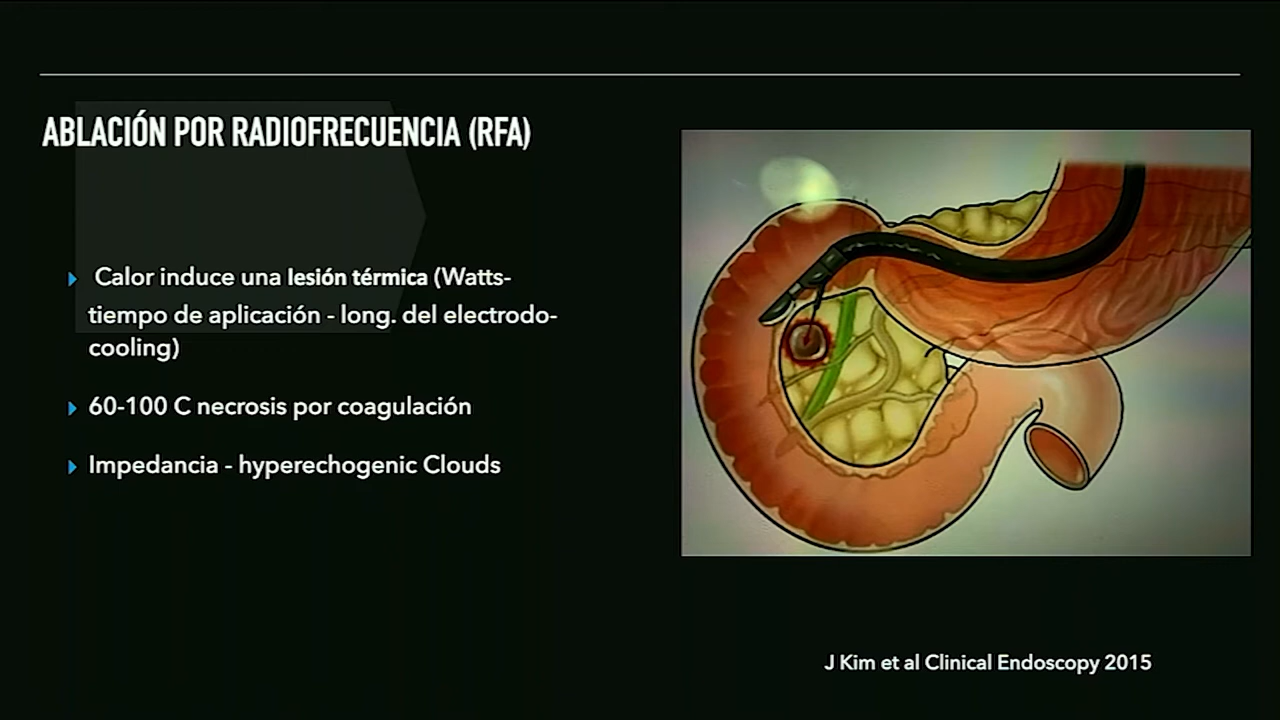 ABLACIÓN POR RADIOFRECUENCIA (RFA)
Calor induce una lesión térmica (Watts-
tiempo de aplicación - long. del electrodo-
cooling)
60-100 C necrosis por coagulación
Impedancia - hyperechogenic Clouds
J Kim et al Clinical Endoscopy 2015